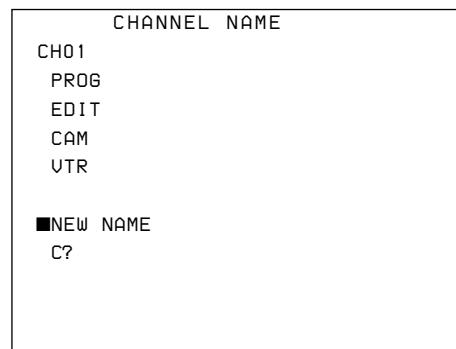 CHANNEL NAME
CH01
PROG
EDIT
CAM
VTR
■NEW NAME
C?